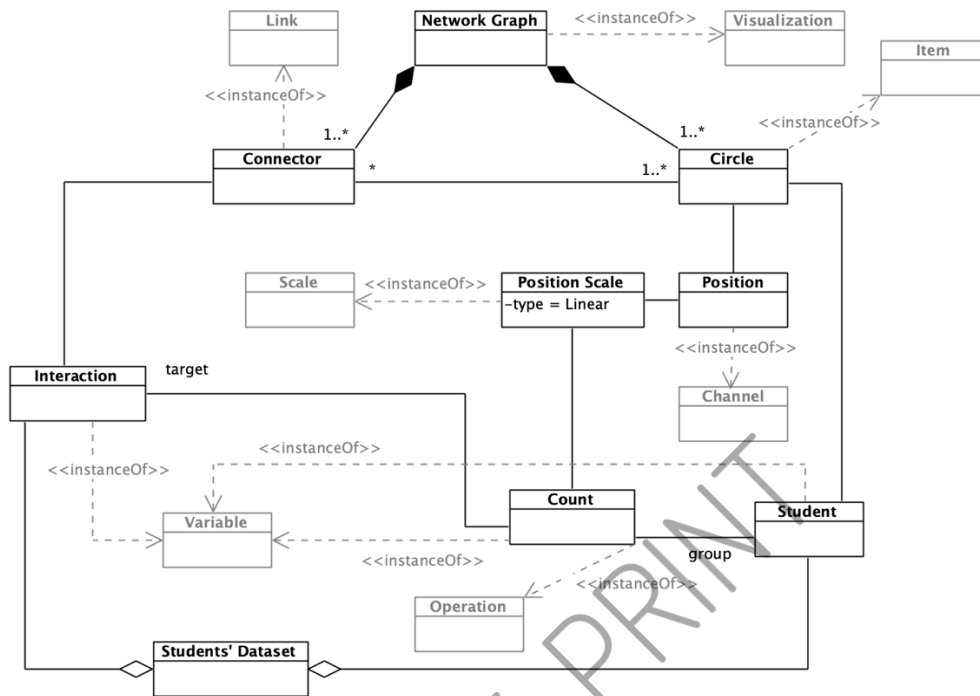 Link
Network Graph
<<instanceOf>>
Visualization
Item
<<instanceOf>>
<<instanceOf>>
1..*
1..*
Connector
*
1..*
Circle
Scale
<<instanceOf>>
Position Scale
-type = Linear
Position
<<instanceOf>>
Interaction
target
Channel
<<instanceOf>>
<<instanceOf>>
Variable
Count
Student
<<instanceOf>>
group
<<instanceOf>>
Operation
Students' Dataset
PRINT